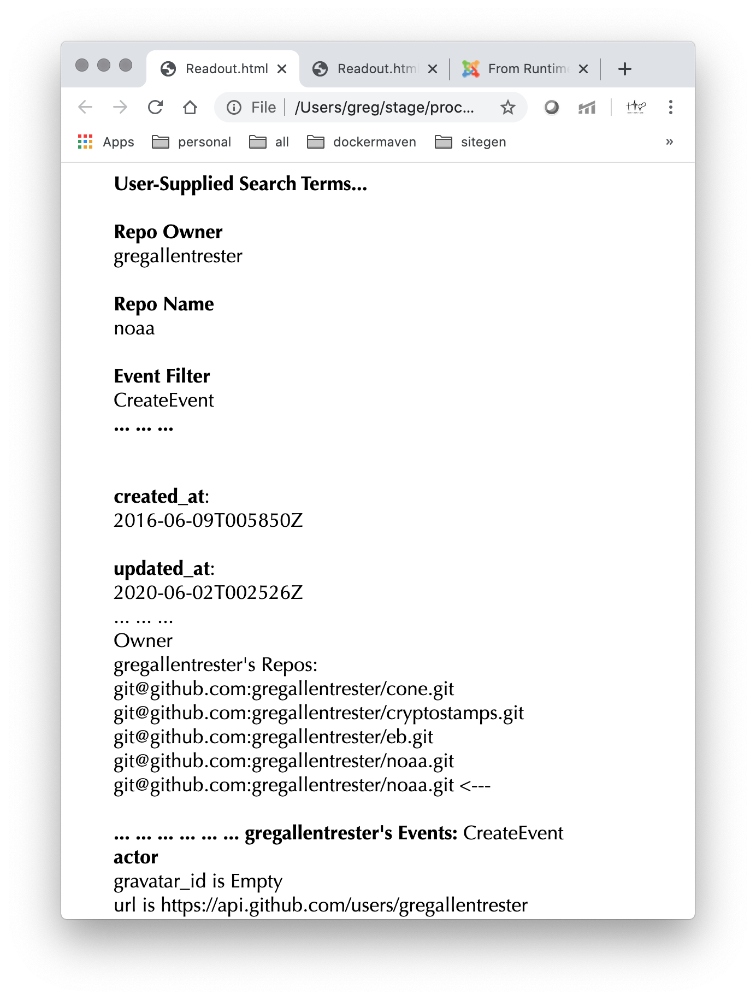 Readout.html
Readout.htm
From Runtim
File
/Users/greg/stage/proc...
Apps
personal
all
dockermaven
sitegen
»
User-Supplied Search Terms...
Repo Owner
gregallentrester
Repo Name
noaa
Event Filter
CreateEvent
... ... ...
created_at:
2016-06-09T005850Z
updated_at:
2020-06-02T002526Z
... ... ...
Owner
gregallentrester's Repos:
git@github.com:gregallentrester/cone.git
git@github.com:gregallentrester/cryptostamps.git
git@github.com:gregallentrester/eb.git
git@github.com:gregallentrester/noaa.git
git@github.com:gregallentrester/noaa.git <---
... ... ... ... ... ... gregallentrester's Events: CreateEvent
actor
gravatar_id is Empty
url is https://api.github.com/users/gregallentrester